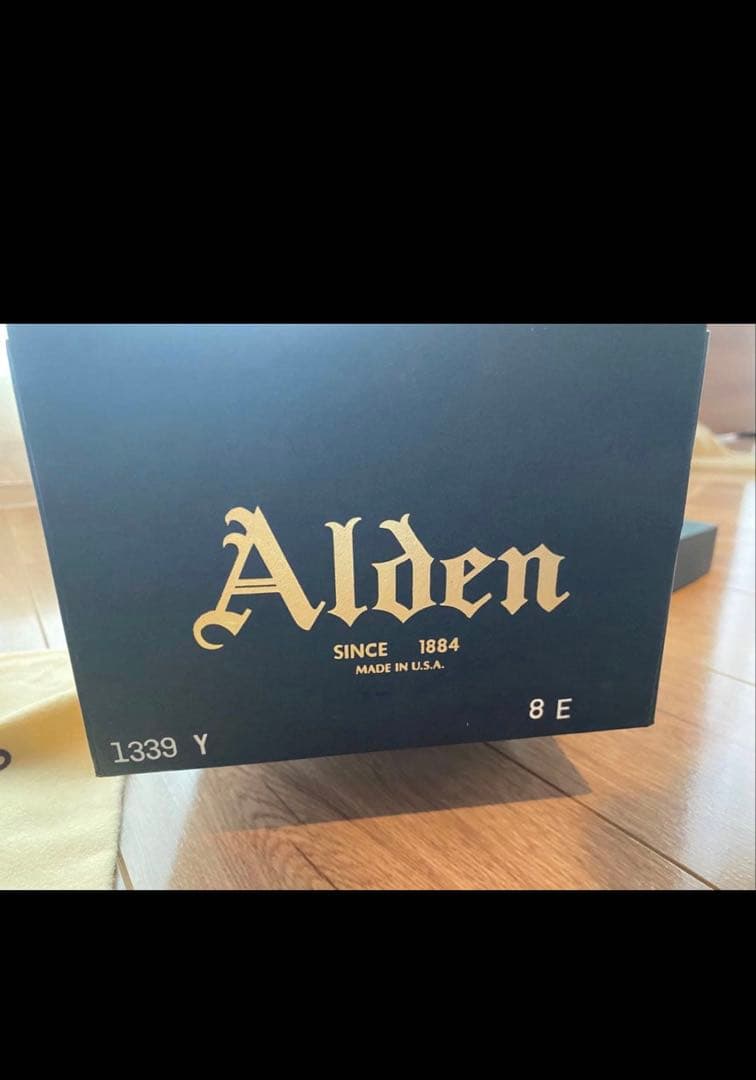 Alden
SINCE 1884
MADE IN U.S.A.
8 E
1339 Y